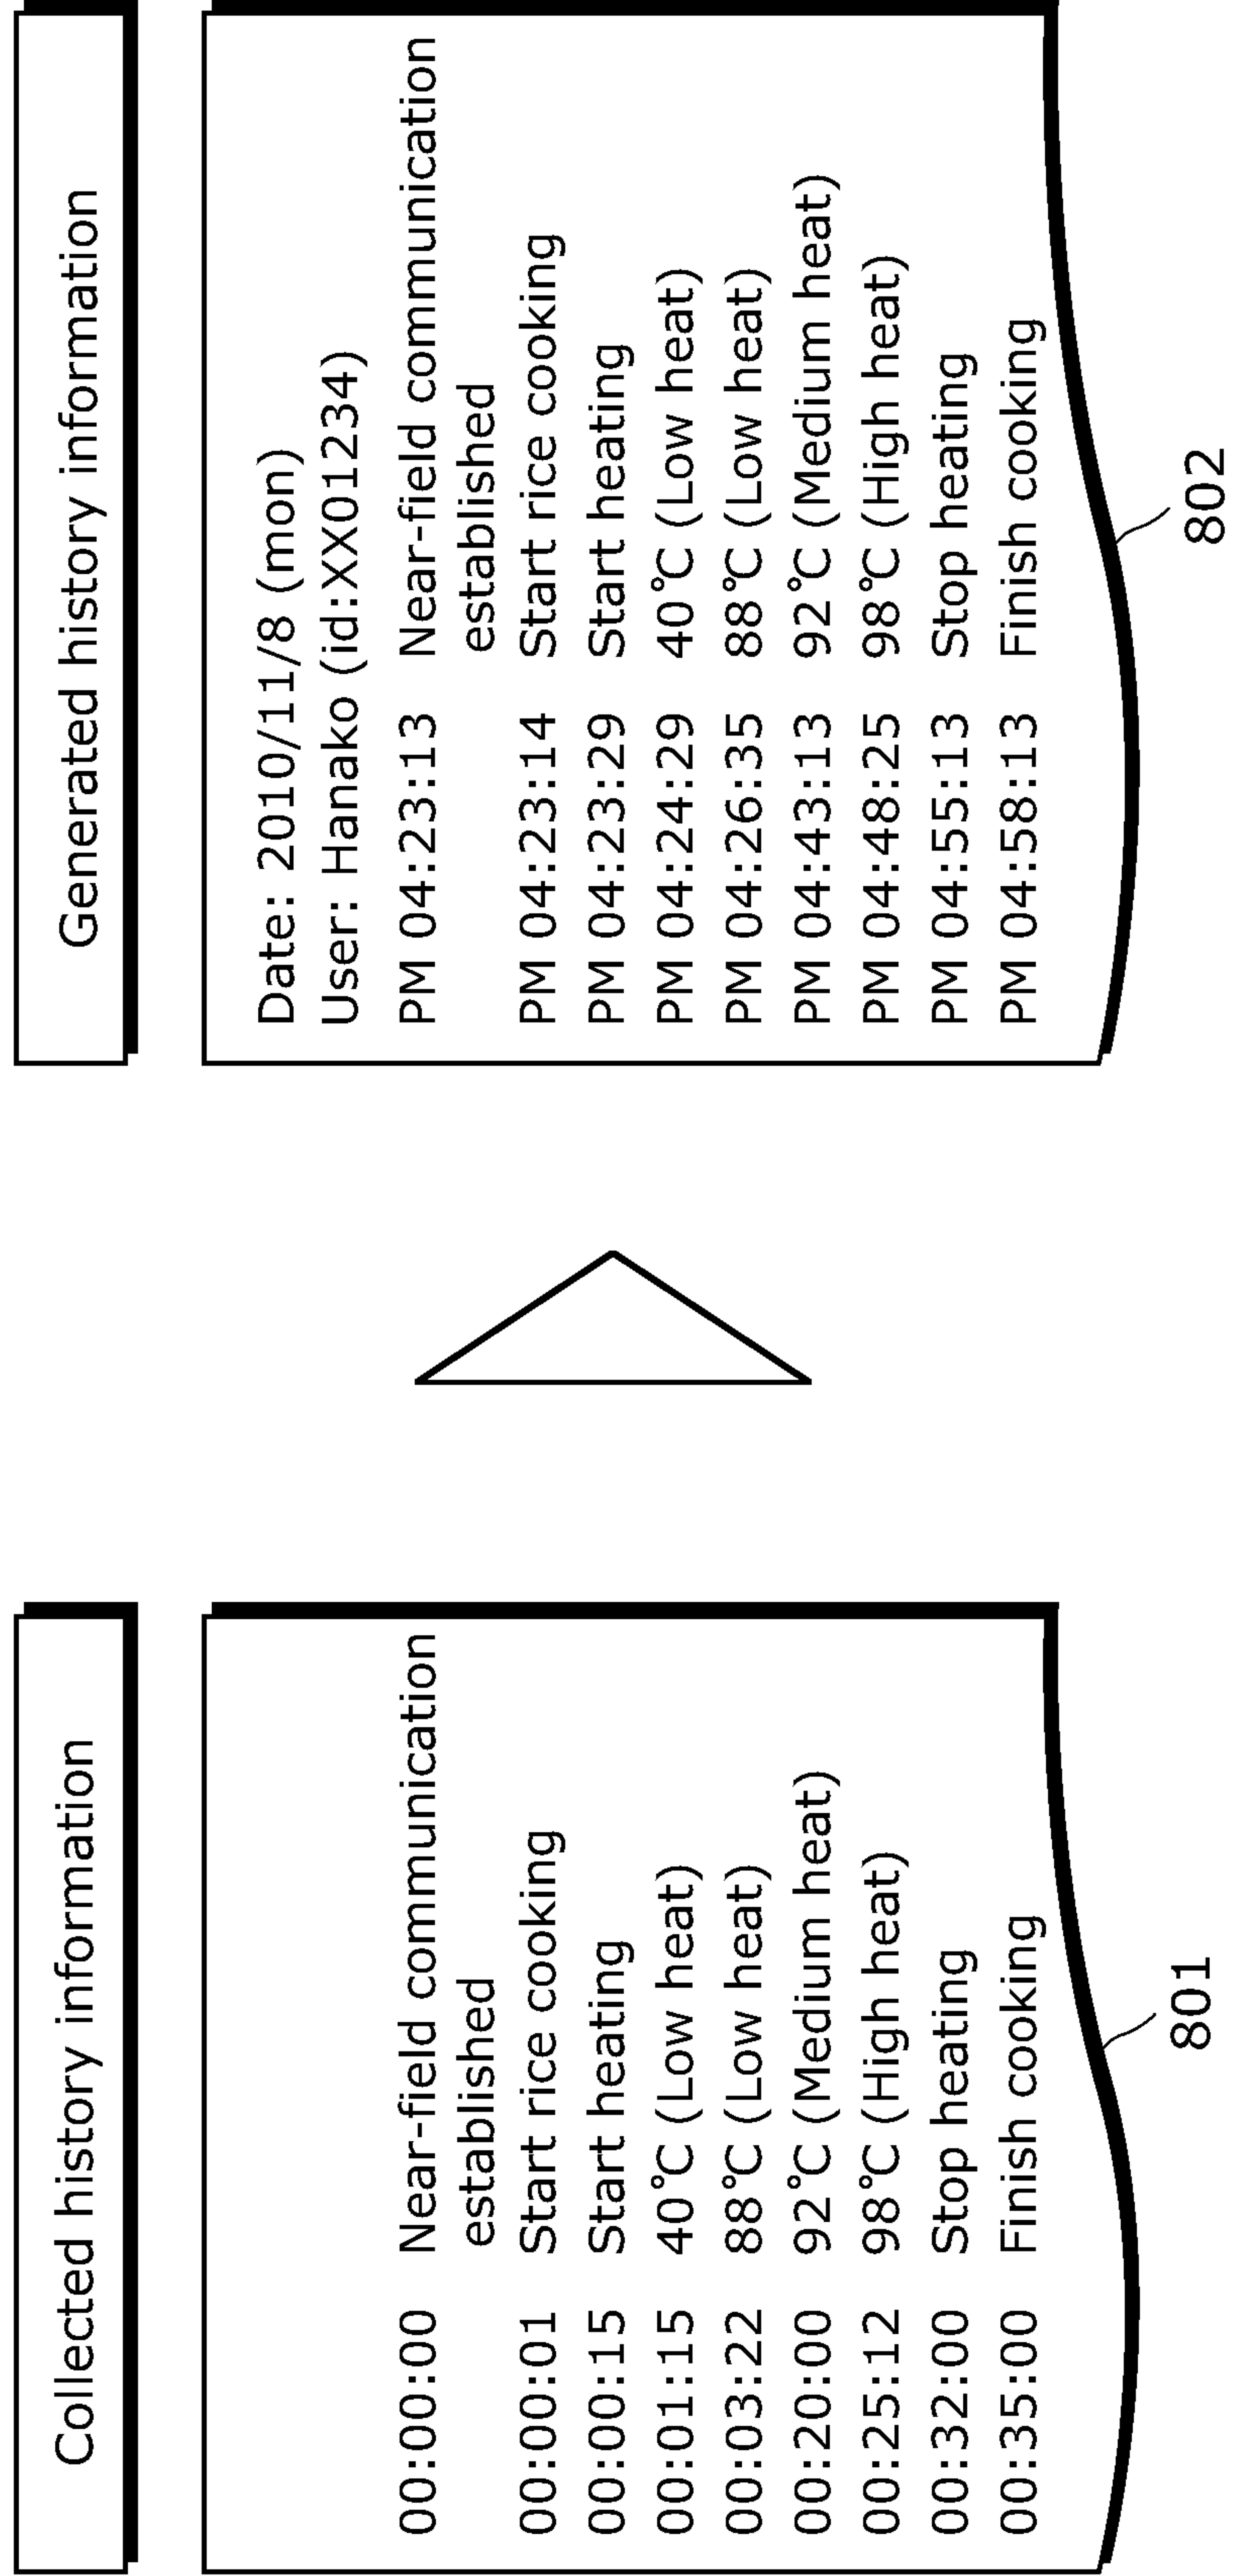 Collected history information
00:00:00 Near-field communication
established
00:00:01 Start rice cooking
00:00:15 Start heating
00:01:15 40℃ (Low heat)
00:03:22 88℃ (Low heat)
00:20:00 92℃ (Medium heat)
00:25:12 98℃ (High heat)
00:32:00 Stop heating
00:35:00 Finish cooking
801
Generated history information
Date: 2010/11/8 (mon)
User: Hanako (id:XX01234)
PM 04:23:13 Near-field communication
established
PM 04:23:14 Start rice cooking
PM 04:23:29 Start heating
PM 04:24:29 40℃ (Low heat)
PM 04:26:35 88℃ (Low heat)
PM 04:43:13 92℃ (Medium heat)
PM 04:48:25 98℃ (High heat)
PM 04:55:13 Stop heating
PM 04:58:13 Finish cooking
802